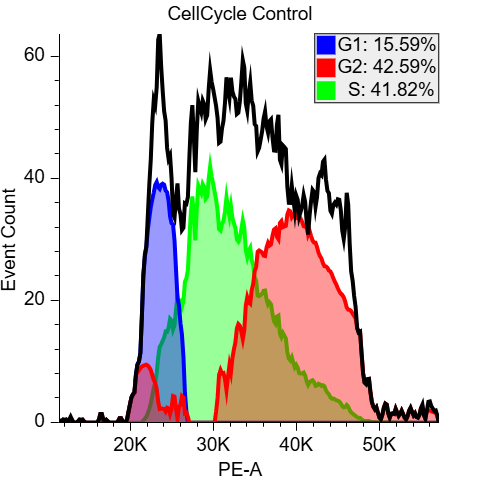 CellCycle Control
G1: 15.59%
G2: 42.59%
S: 41.82%
60
40
20
0
Event Count
20K 30K 40K 50K
PE-A